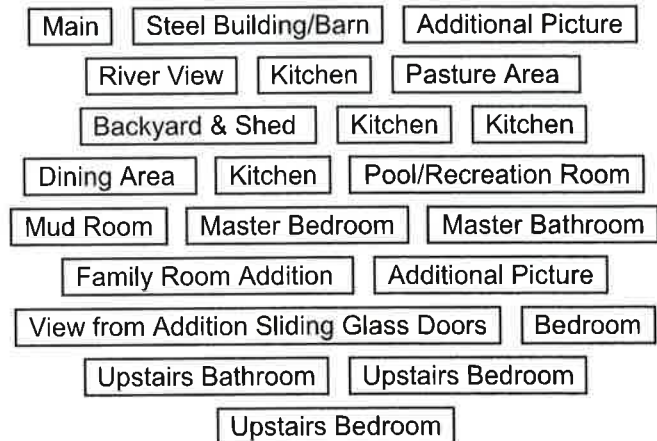 Main Steel Building/Barn Additional Picture
River View Kitchen Pasture Area
Backyard & Shed Kitchen Kitchen
Dining Area Kitchen Pool/Recreation Room
Mud Room Master Bedroom Master Bathroom
Family Room Addition Additional Picture
View from Addition Sliding Glass Doors Bedroom
Upstairs Bathroom Upstairs Bedroom
Upstairs Bedroom